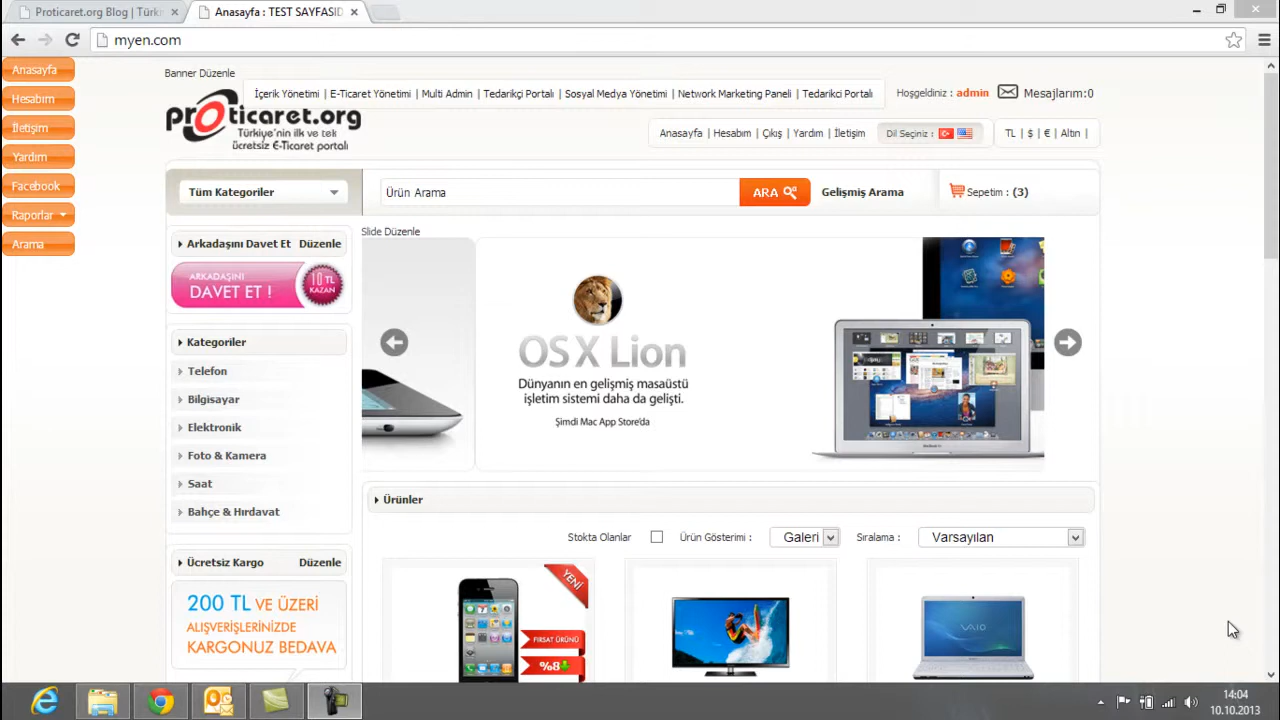 Proticaret.org Blog | Türki
Anasayfa : TEST SAYFASID
myen.com
Anasayfa
Hesabım
İletişim
Yardım
Facebook
Raporlar
Arama
Banner Düzenle
proticaret.org
Türkiye'nin ilk ve tek
ücretsiz E-Ticaret portalı
İçerik Yönetimi | E-Ticaret Yönetimi | Multi Admin | Tedarikçi Portalı | Sosyal Medya Yönetimi | Network Marketing Paneli | Tedarikci Portalı
Hoşgeldiniz : admin Mesajlarım:0
Anasayfa | Hesabım | Çıkış | Yardım | İletişim
Dil Seçiniz :
TL | $ | € | Altın |
Tüm Kategoriler
Ürün Arama
ARA
Gelişmiş Arama
Sepetim : (3)
Arkadaşını Davet Et Düzenle
ARKADAŞINI
DAVET ET !
10 TL
KAZAN
Kategoriler
Telefon
Bilgisayar
Elektronik
Foto & Kamera
Saat
Bahçe & Hırdavat
Ücretsiz Kargo Düzenle
200 TL VE ÜZERİ
ALIŞVERİŞLERİNİZDE
KARGONUZ BEDAVA
Slide Düzenle
OS X Lion
Dünyanın en gelişmiş masaüstü
işletim sistemi daha da gelişti.
Şimdi Mac App Store'da
Ürünler
Stokta Olanlar Ürün Gösterimi : Galeri Sıralama : Varsayılan
YENİ
FIRSAT ÜRÜNÜ
%8
VAIO
14:04
10.10.2013